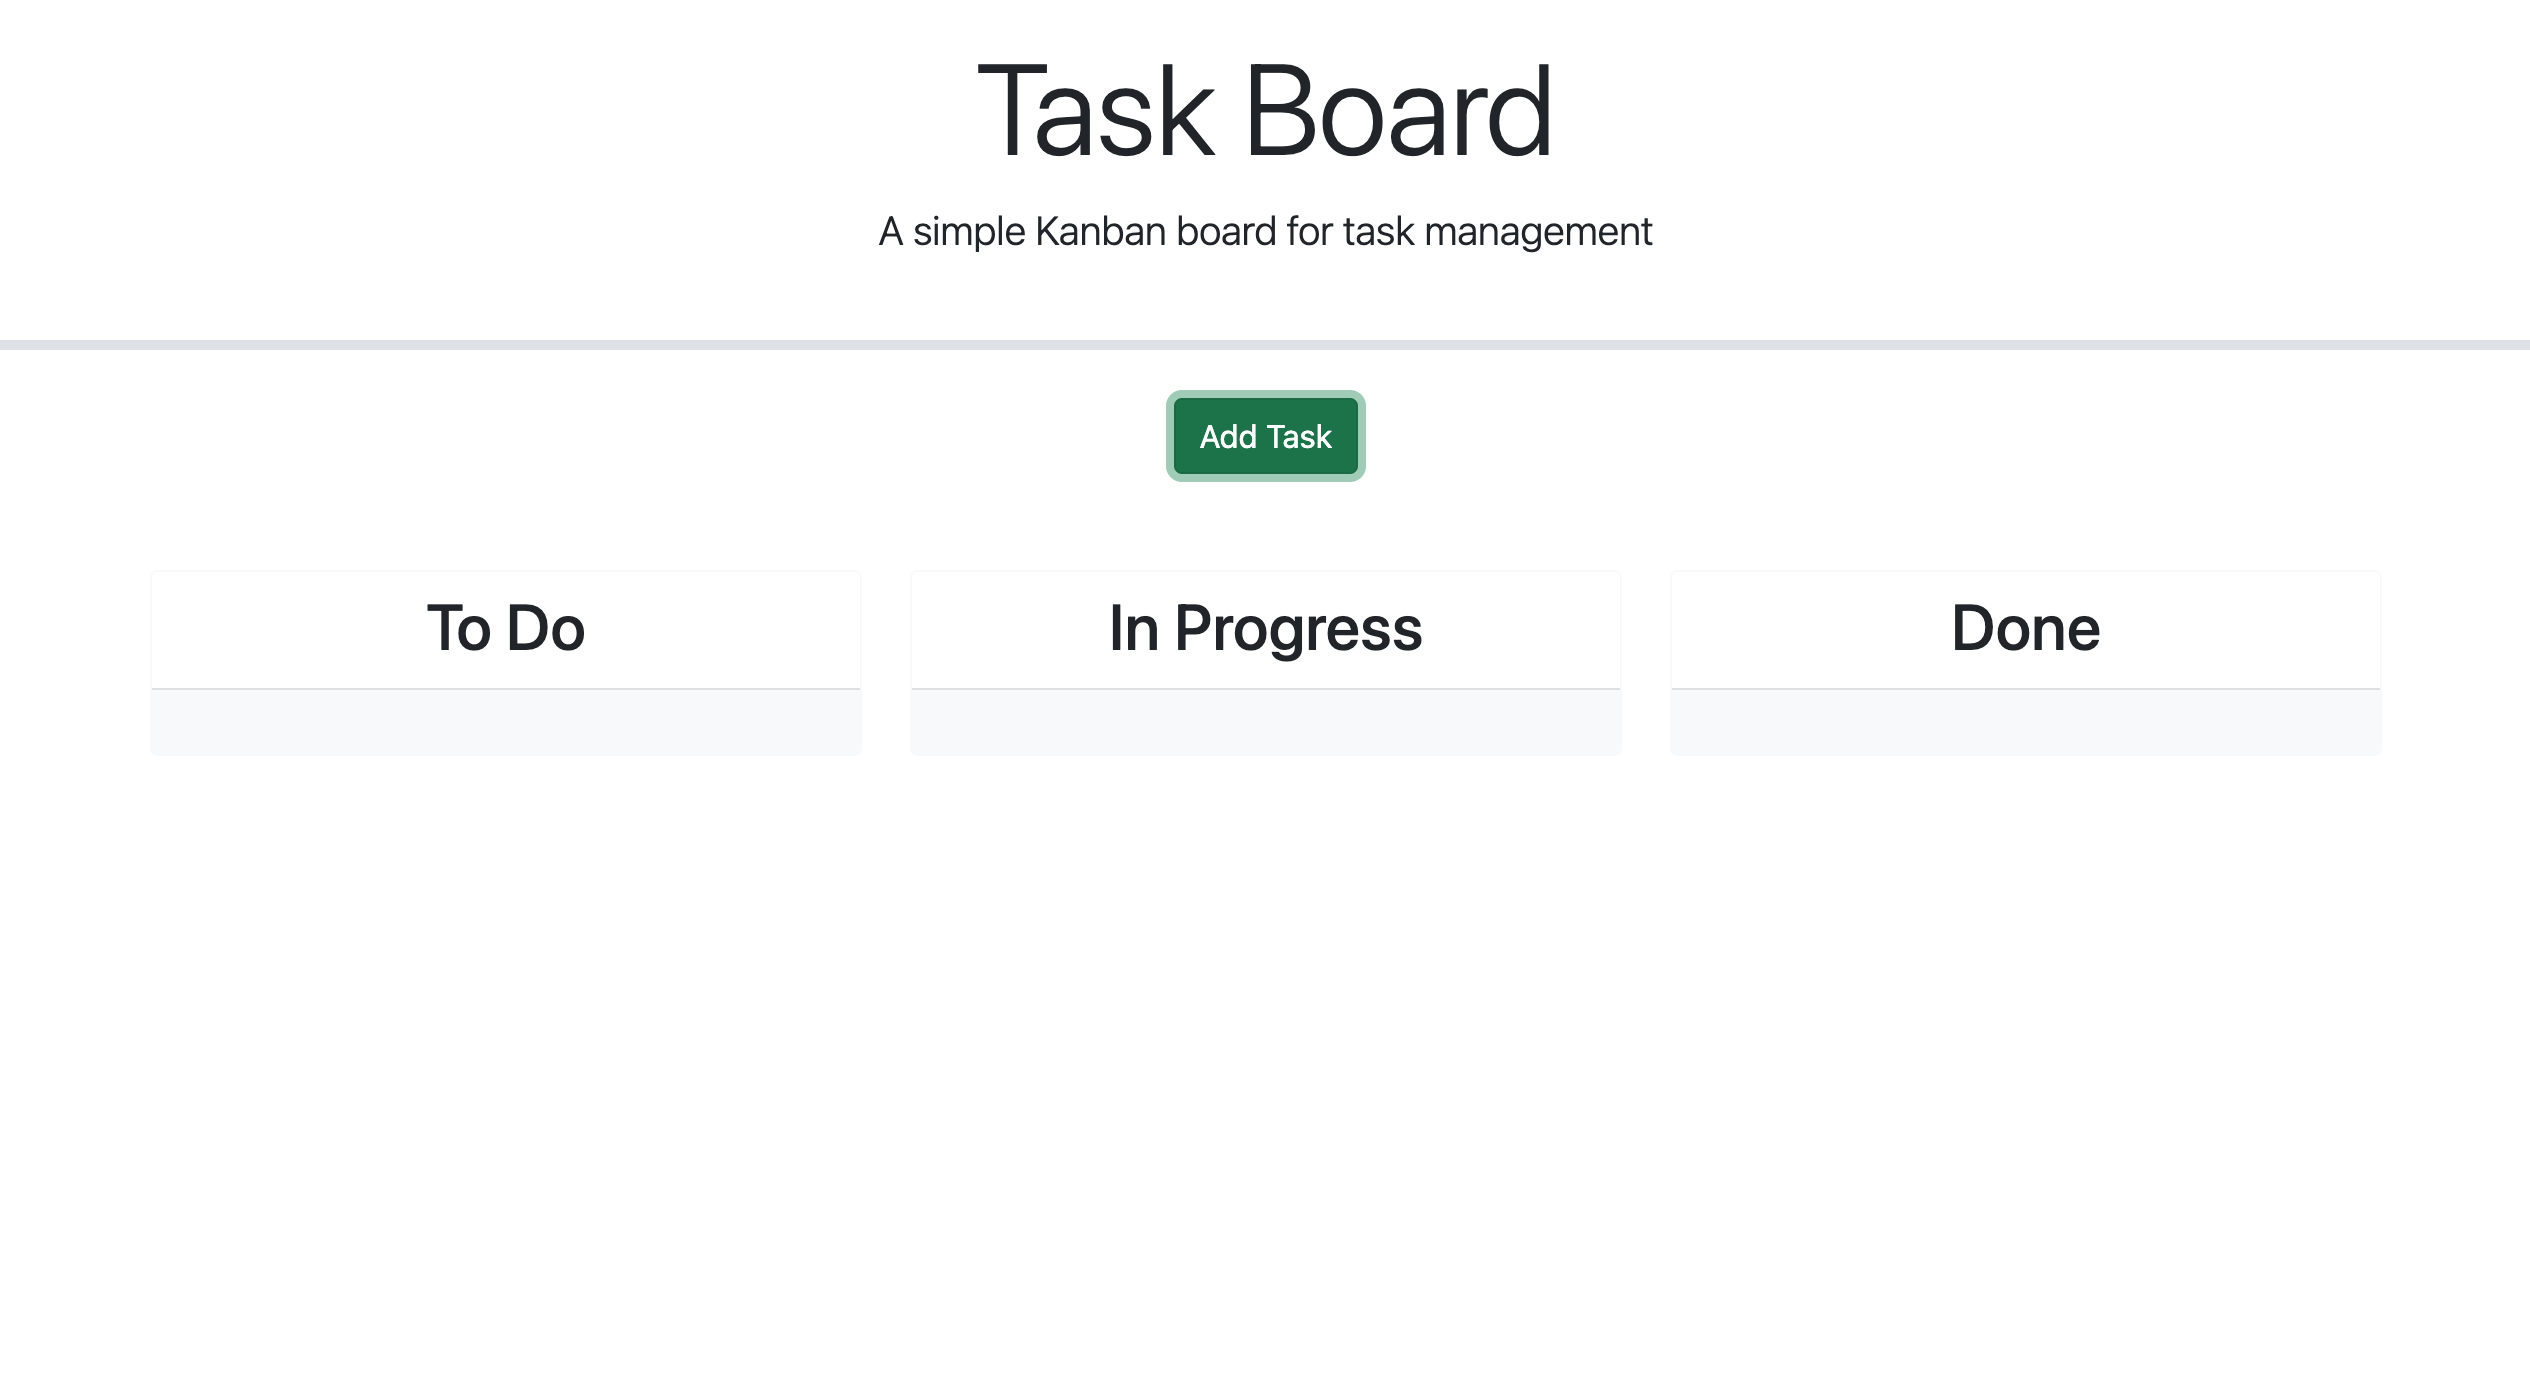 Task Board
A simple Kanban board for task management
Add Task
To Do
In Progress
Done